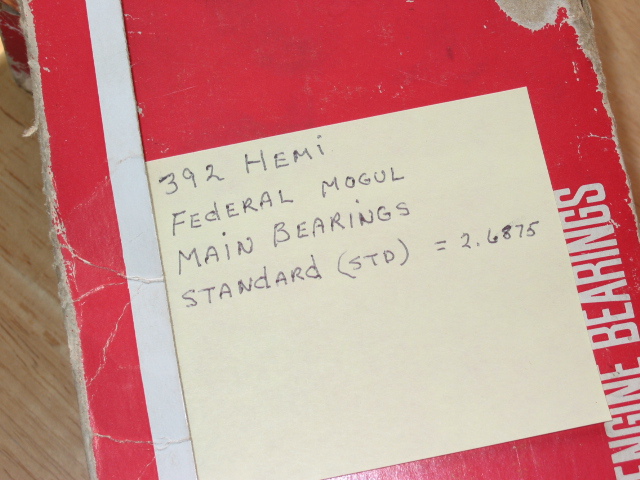 392 HEMi
FEdERAL MOGUL
MAIN BEARINGS
STANdARd (STD) = 2.6875
ENGINE BEARINGS